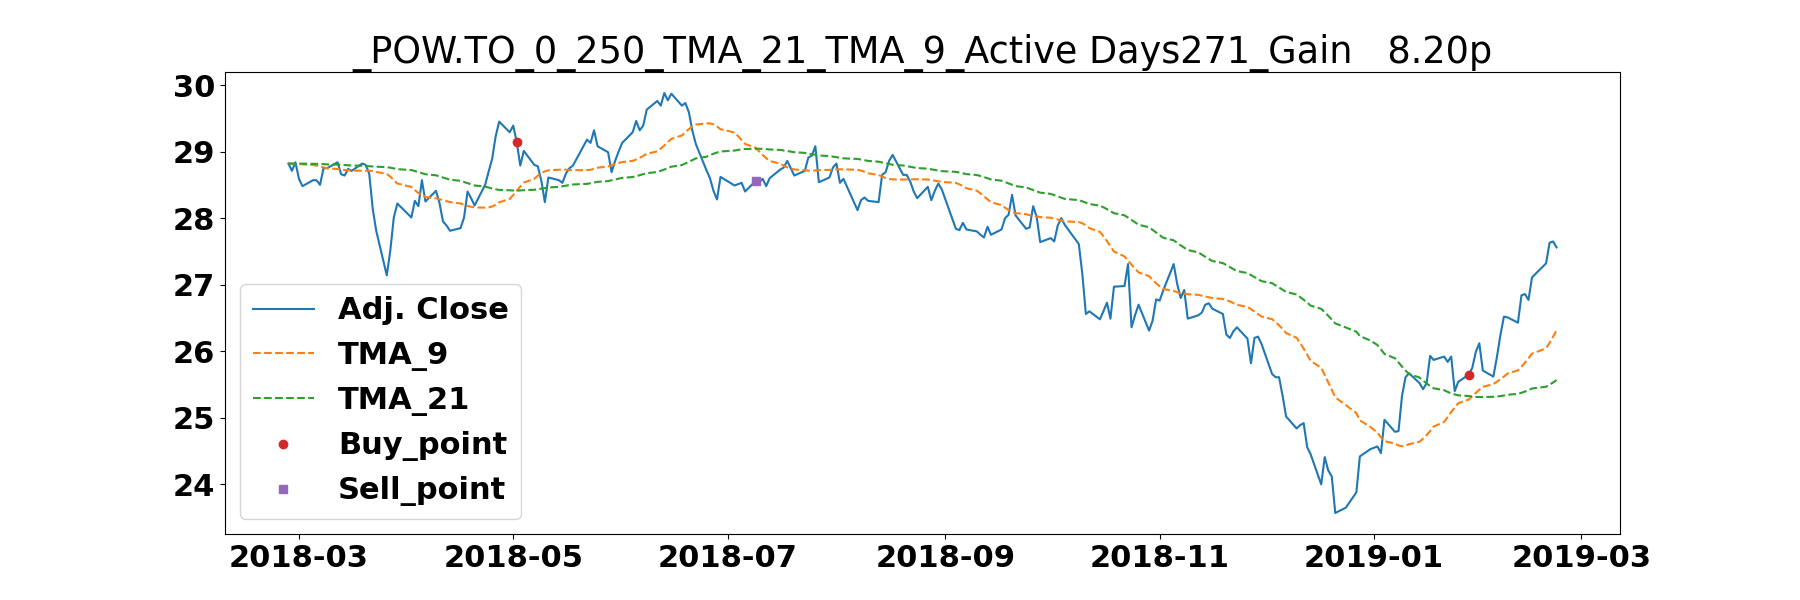 _POW.TO_0_250_TMA_21_TMA_9_Active Days271_Gain   8.20p
30
29
28
27
26
25
24
Adj. Close
TMA_9
TMA_21
Buy_point
Sell_point
2018-03 2018-05 2018-07 2018-09 2018-11 2019-01 2019-03